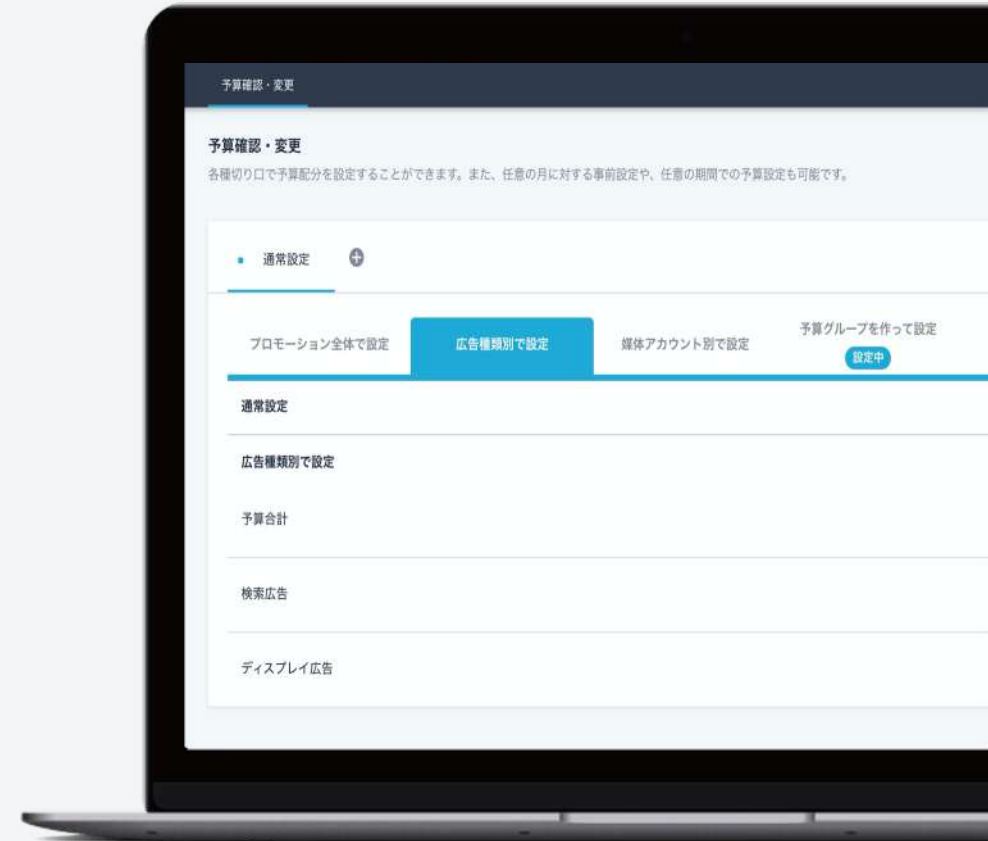 予算確認・変更
予算確認・変更
各種切り口で予算配分を設定することができます。また、任意の月に対する事前設定や、任意の期間での予算設定も可能です。
通常設定
プロモーション全体で設定
広告種類別で設定
媒体アカウント別で設定
予算グループを作って設定
設定中
通常設定
広告種類別で設定
予算合計
検索広告
ディスプレイ広告